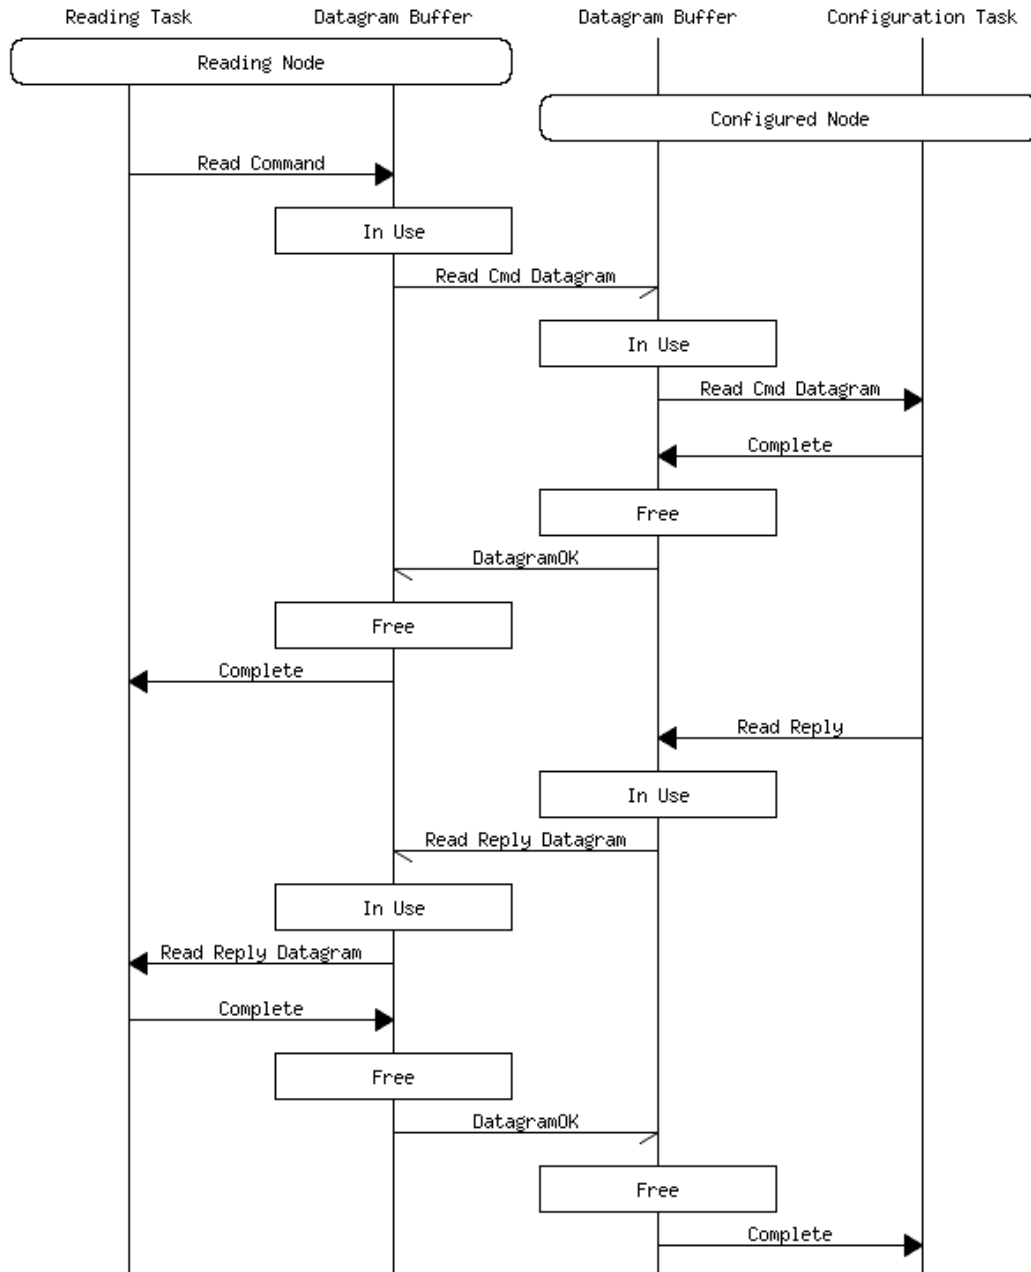 Reading Task Datagram Buffer Datagram Buffer Configuration Task
Reading Node
Configured Node
Read Command
In Use
Read Cmd Datagram
In Use
Read Cmd Datagram
Complete
Free
DatagramOK
Free
Complete
Read Reply
In Use
Read Reply Datagram
In Use
Read Reply Datagram
Complete
Free
DatagramOK
Free
Complete